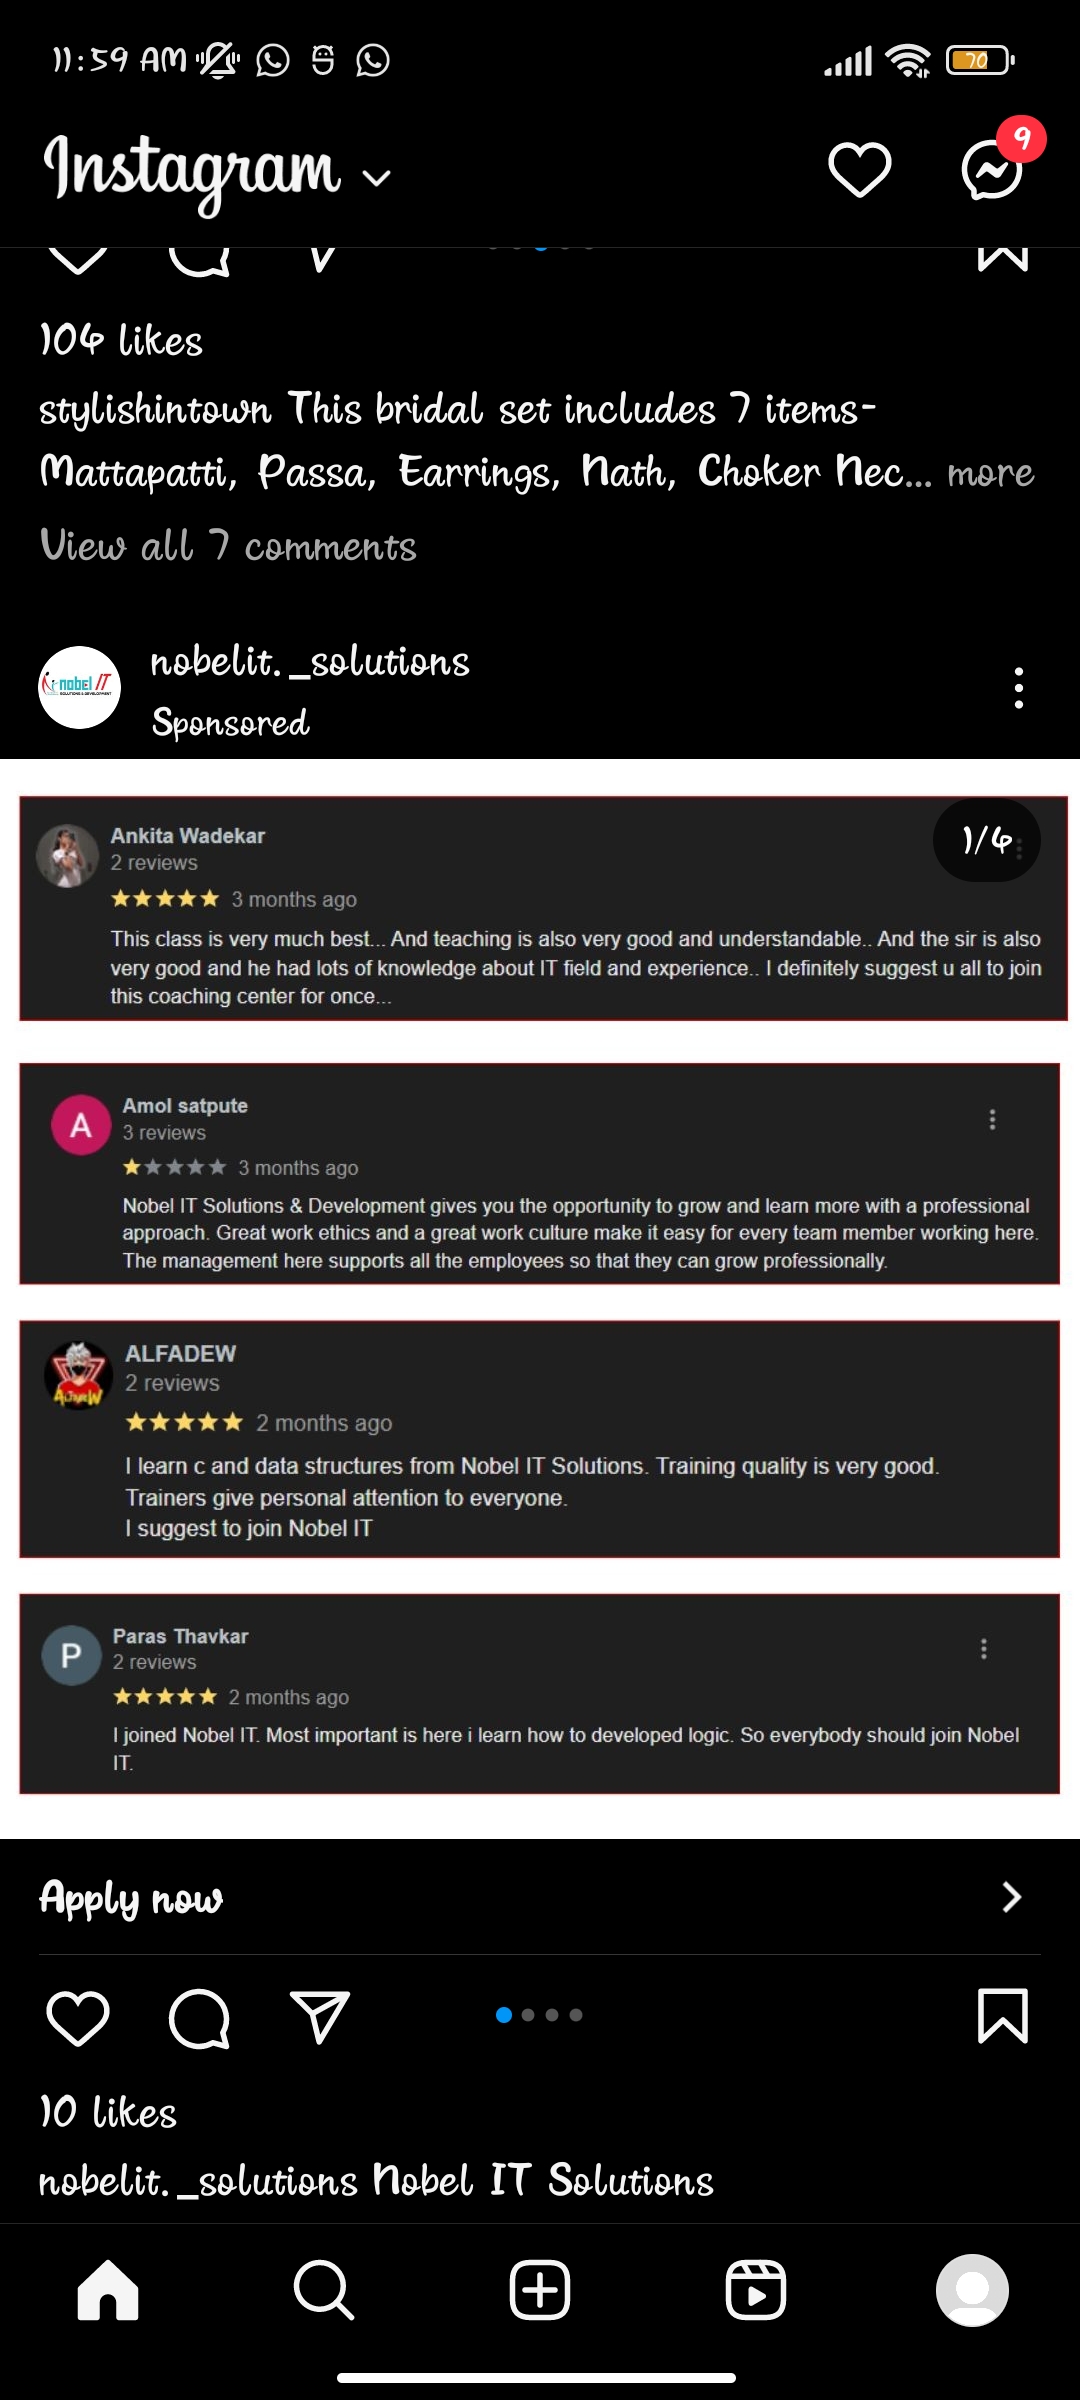 11:59 AM
70
Instagram
9
104 likes
stylishintown This bridal set includes 7 items-
Mattapatti, Passa, Earrings, Nath, Choker Nec... more
View all 7 comments
nobel IT
nobelit._solutions
Sponsored
1/4
Ankita Wadekar
2 reviews
3 months ago
This class is very much best... And teaching is also very good and understandable.. And the sir is also
very good and he had lots of knowledge about IT field and experience.. I definitely suggest u all to join
this coaching center for once...
A
Amol satpute
3 reviews
3 months ago
Nobel IT Solutions & Development gives you the opportunity to grow and learn more with a professional
approach. Great work ethics and a great work culture make it easy for every team member working here.
The management here supports all the employees so that they can grow professionally.
ALFADEW
2 reviews
2 months ago
I learn c and data structures from Nobel IT Solutions. Training quality is very good.
Trainers give personal attention to everyone.
I suggest to join Nobel IT
P
Paras Thavkar
2 reviews
2 months ago
I joined Nobel IT. Most important is here i learn how to developed logic. So everybody should join Nobel
IT.
Apply now
10 likes
nobelit._solutions Nobel IT Solutions